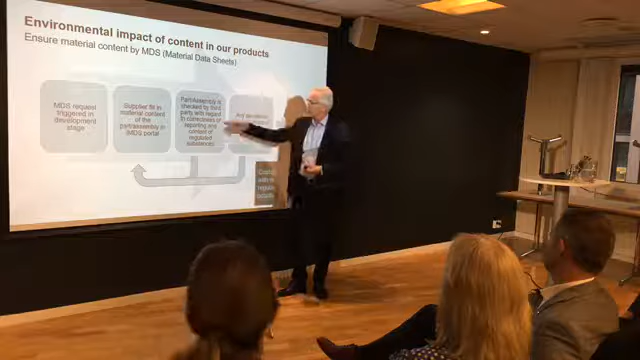 Environmental impact of content in our products
Ensure material content by MDS (Material Data Sheets)
MDS request
triggered in
development
stage
Supplier fill in
material content
of the
part/assembly in
IMDS portal
Part/Assembly is
checked by third
party with regard
to correctness of
reporting and
content of
regulated
substances
Any